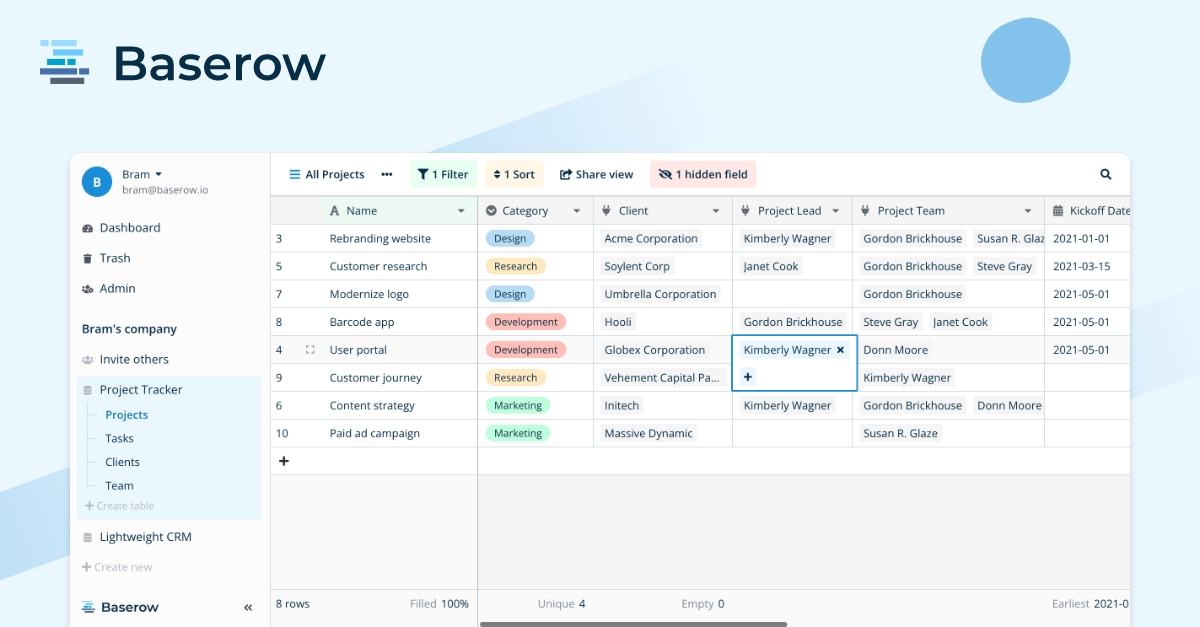 Baserow
B
Bram
bram@baserow.io
Dashboard
Trash
Admin
Bram's company
Invite others
Project Tracker
Projects
Tasks
Clients
Team
+ Create table
Lightweight CRM
+ Create new
Baserow «
All Projects ••• 1 Filter 1 Sort Share view 1 hidden field
A Name Category Client Project Lead Project Team Kickoff Date
3 Rebranding website Design Acme Corporation Kimberly Wagner Gordon Brickhouse Susan R. Glaz 2021-01-01
5 Customer research Research Soylent Corp Janet Cook Gordon Brickhouse Steve Gray 2021-03-15
7 Modernize logo Design Umbrella Corporation Gordon Brickhouse 2021-05-01
8 Barcode app Development Hooli Gordon Brickhouse Steve Gray Janet Cook 2021-05-01
4 User portal Development Globex Corporation Kimberly Wagner × Donn Moore 2021-05-01
9 Customer journey Research Vehement Capital Pa... + Kimberly Wagner
6 Content strategy Marketing Initech Kimberly Wagner Gordon Brickhouse Donn Moore
10 Paid ad campaign Marketing Massive Dynamic Susan R. Glaze
+
8 rows Filled 100% Unique 4 Empty 0 Earliest 2021-0